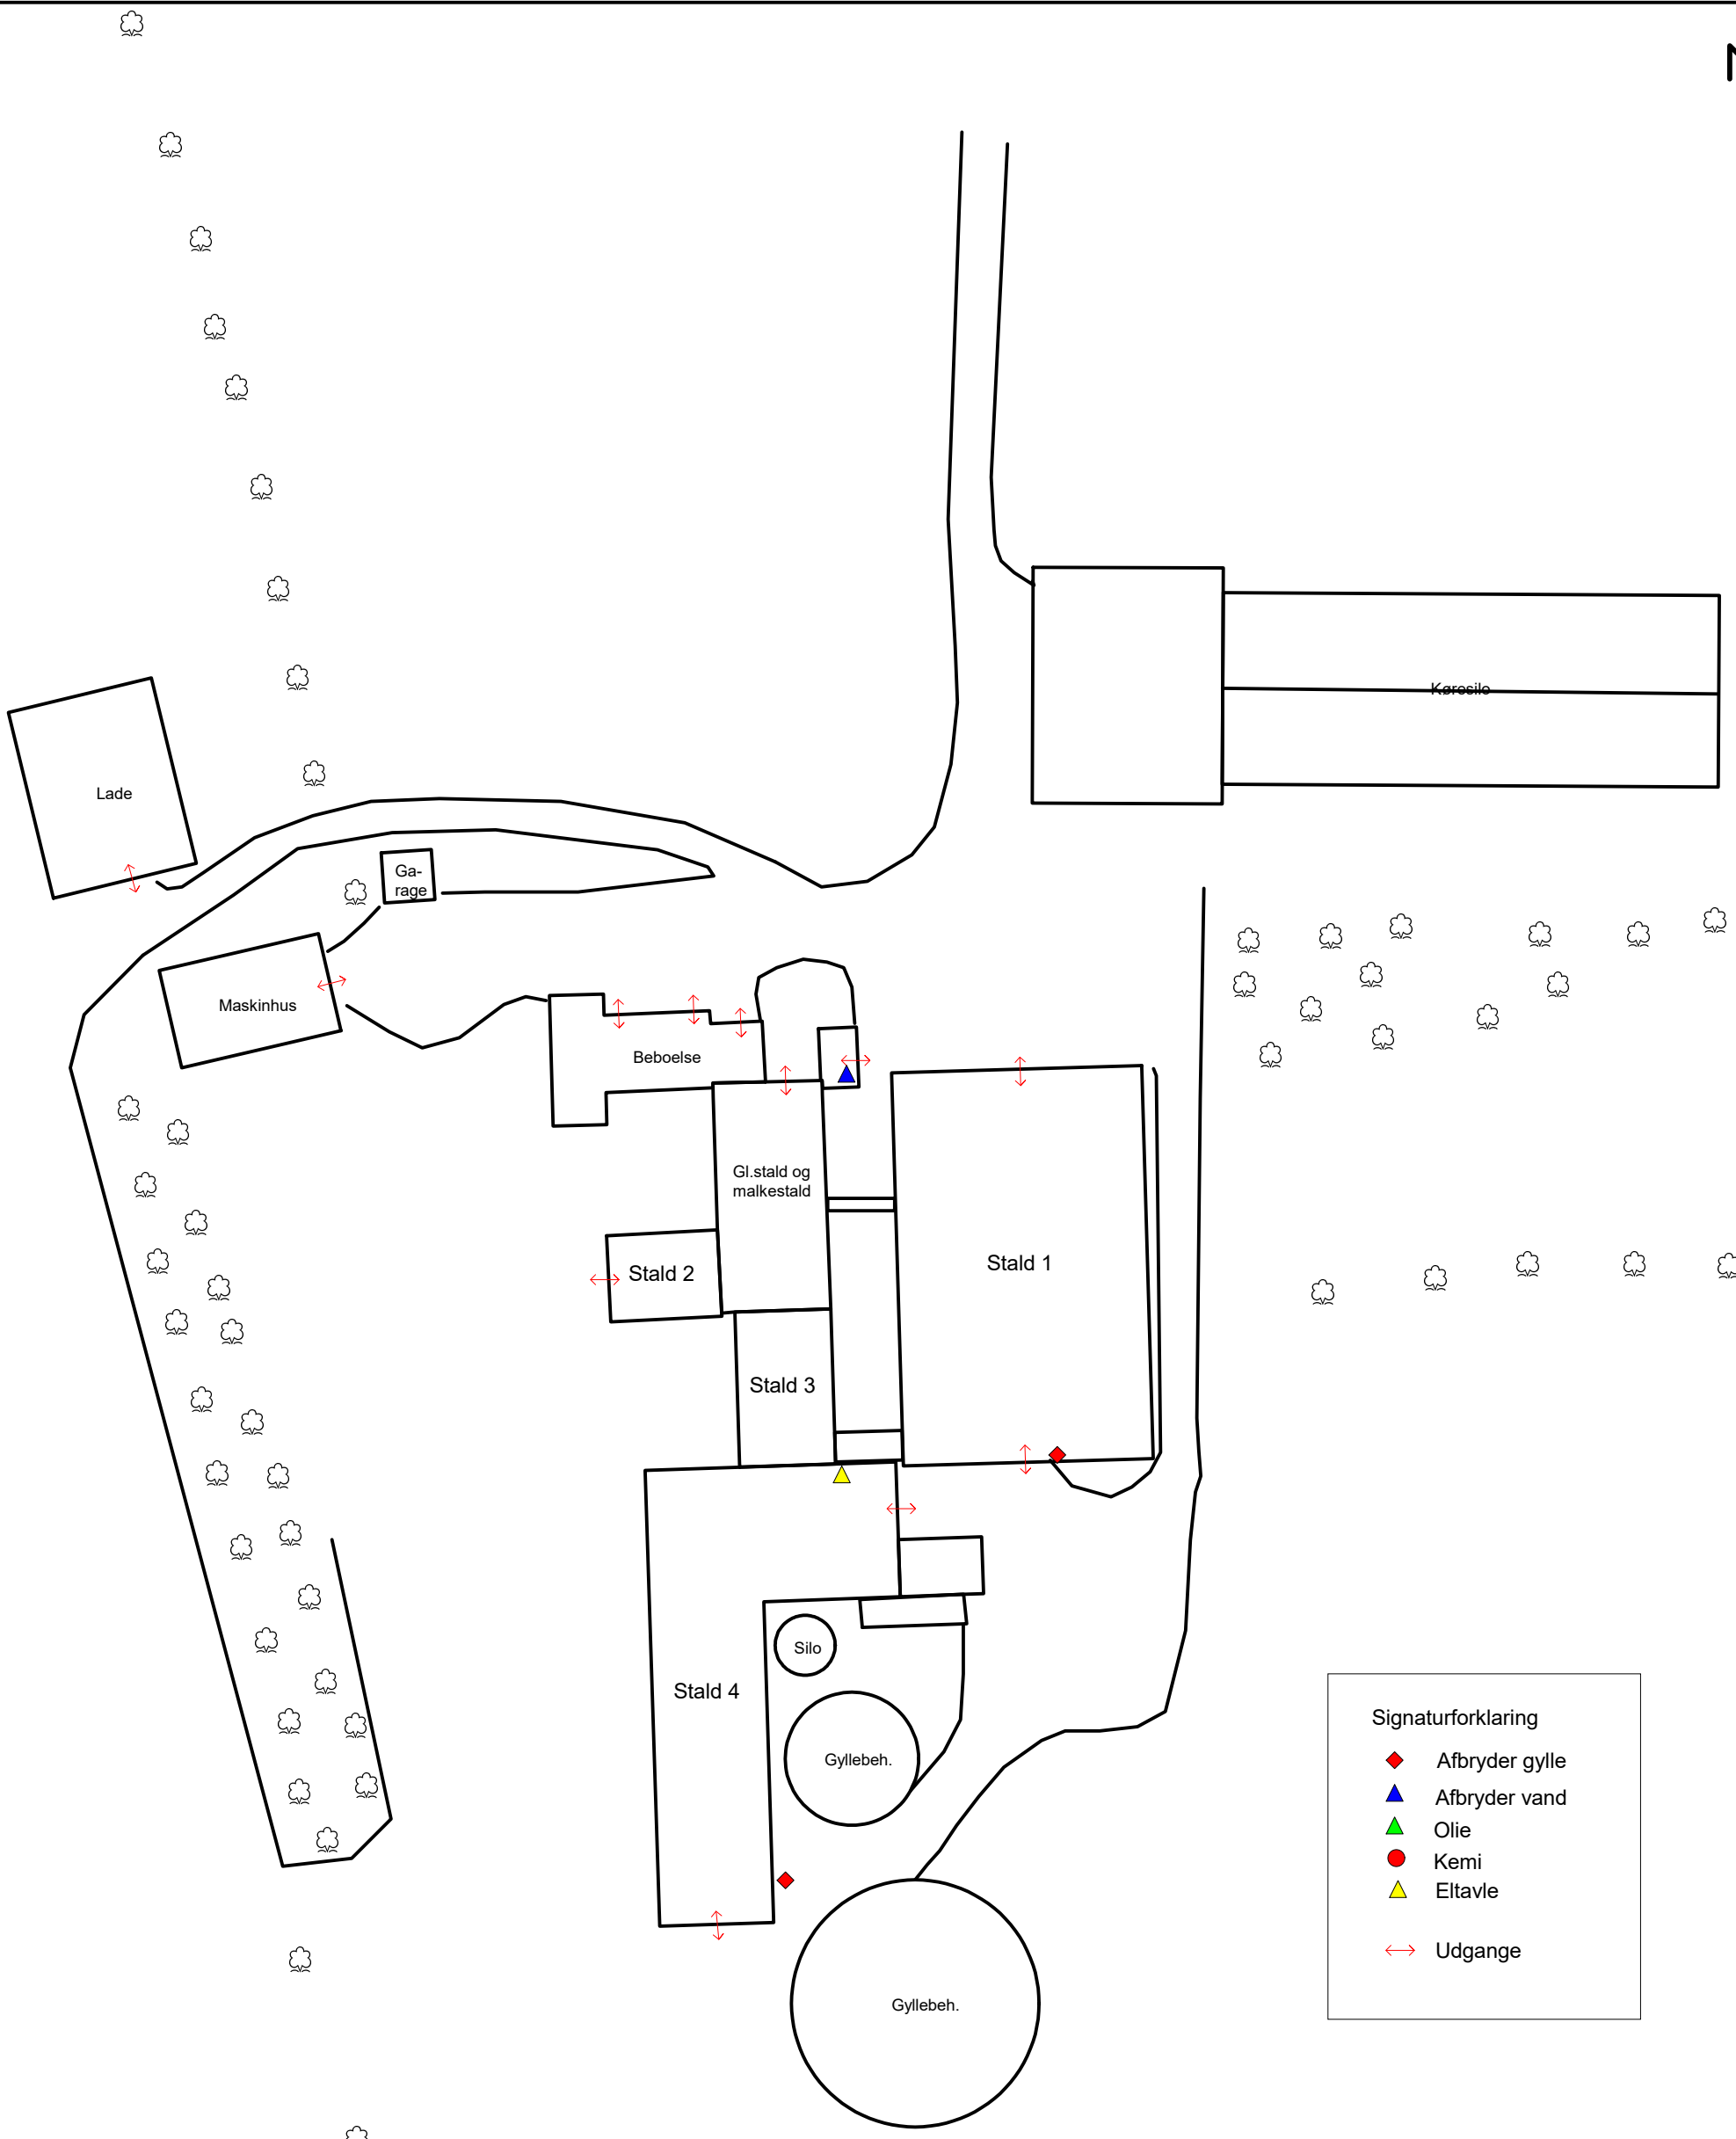 Kørosilo
Lade
Ga-
rage
Maskinhus
Beboelse
Gl.stald og
malkestald
Stald 1
Stald 2
Stald 3
Stald 4
Silo
Gyllebeh.
Gyllebeh.
Signaturforklaring
Afbryder gylle
Afbryder vand
Olie
Kemi
Eltavle
Udgange